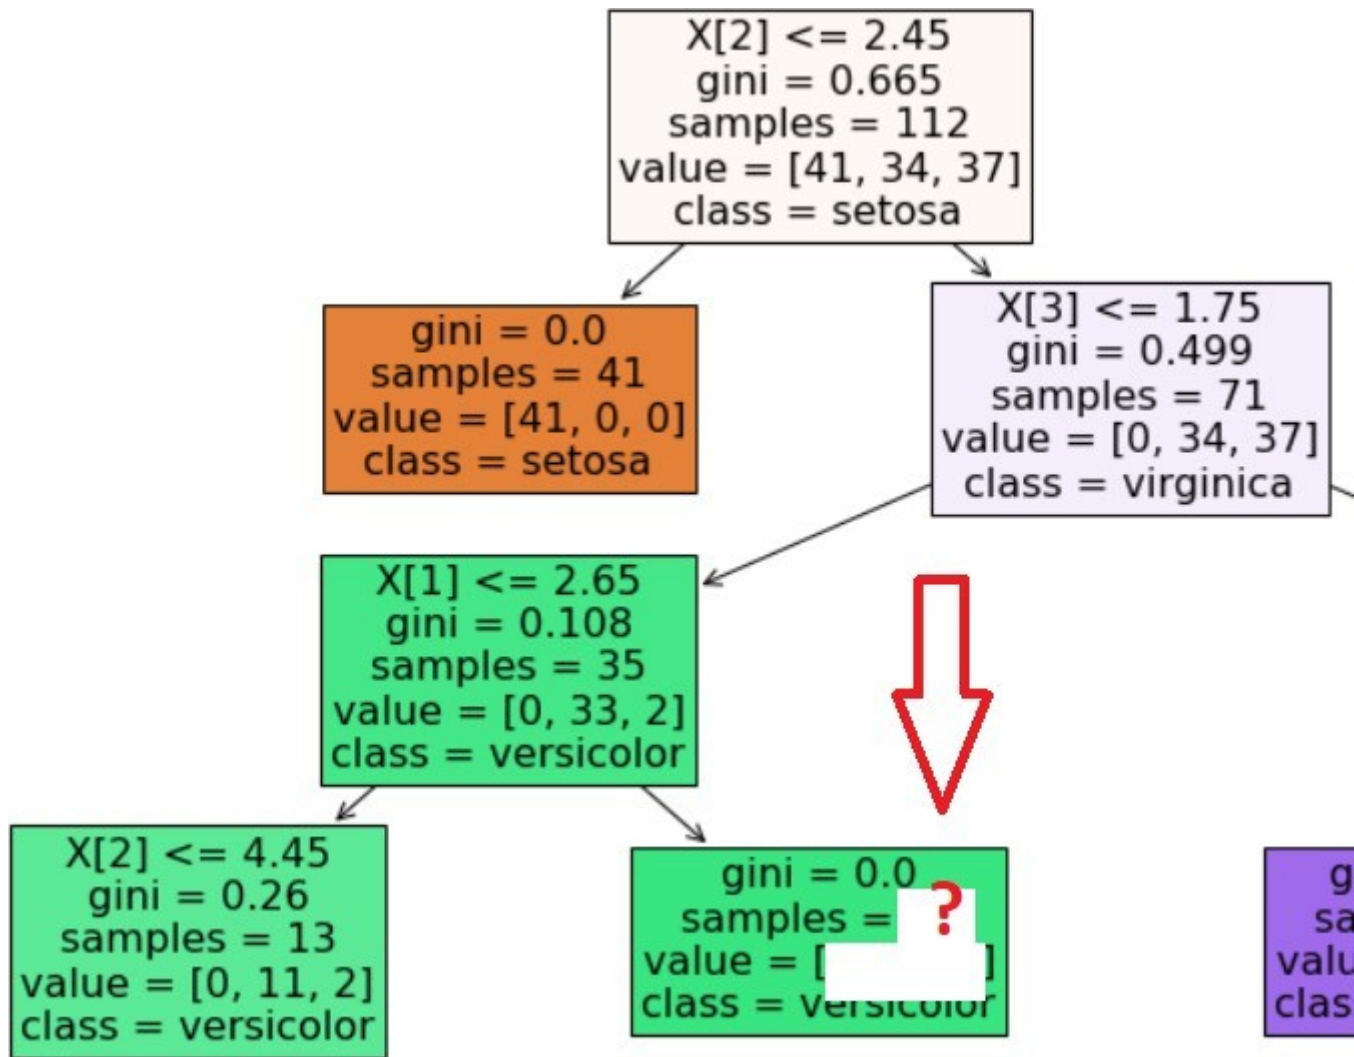 X[2] <= 2.45
gini = 0.665
samples = 112
value = [41, 34, 37]
class = setosa
gini = 0.0
samples = 41
value = [41, 0, 0]
class = setosa
X[3] <= 1.75
gini = 0.499
samples = 71
value = [0, 34, 37]
class = virginica
X[1] <= 2.65
gini = 0.108
samples = 35
value = [0, 33, 2]
class = versicolor
X[2] <= 4.45
gini = 0.26
samples = 13
value = [0, 11, 2]
class = versicolor
gini = 0.0
samples = ?
value = [ ]
class = versicolor
g
sa
valu
clas